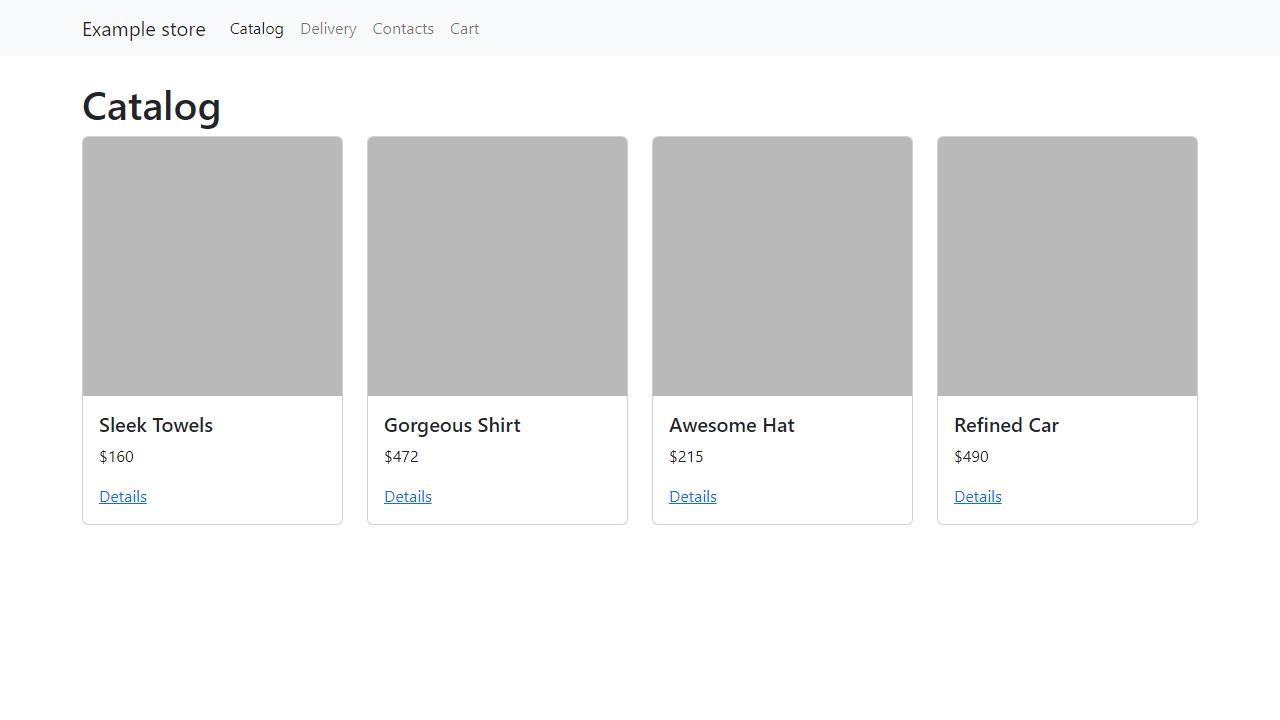 Example store Catalog Delivery Contacts Cart
Catalog
Sleek Towels
$160
Details
Gorgeous Shirt
$472
Details
Awesome Hat
$215
Details
Refined Car
$490
Details